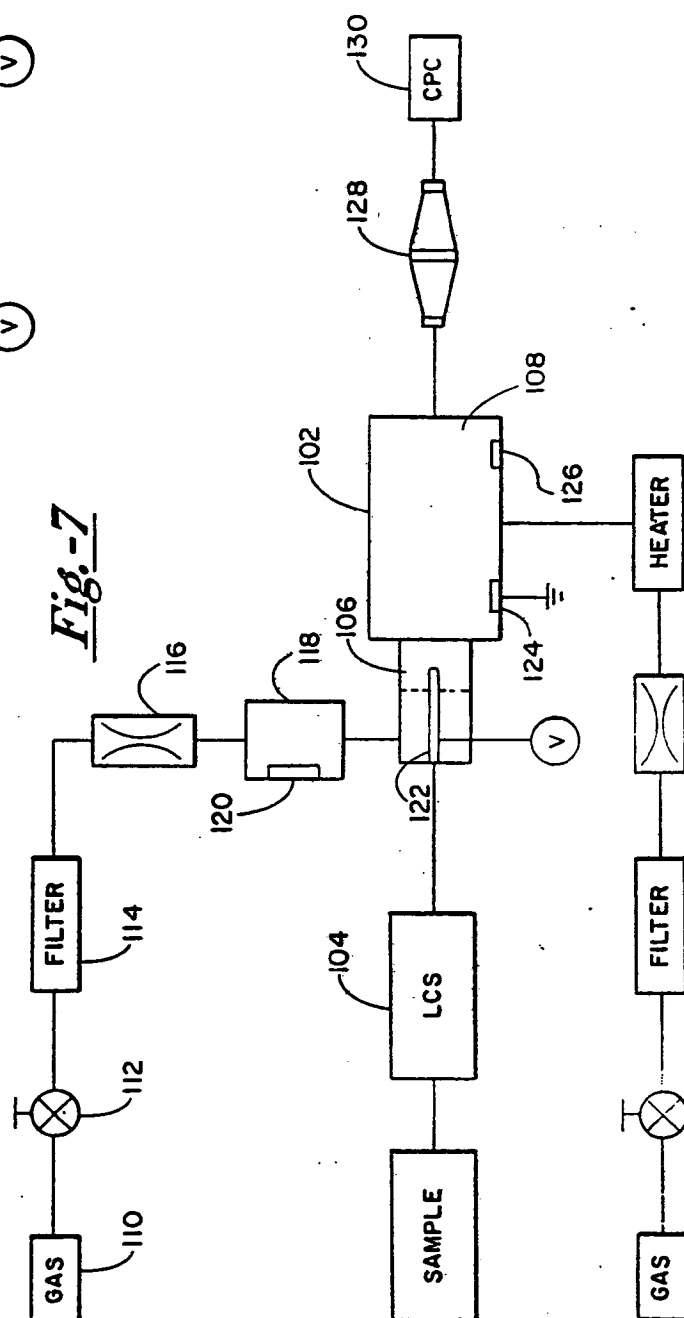 V
V
Fig.-7
GAS
110
112
FILTER
114
116
118
120
SAMPLE
LCS
104
122
106
V
102
124
126
108
128
CPC
130
GAS
FILTER
HEATER